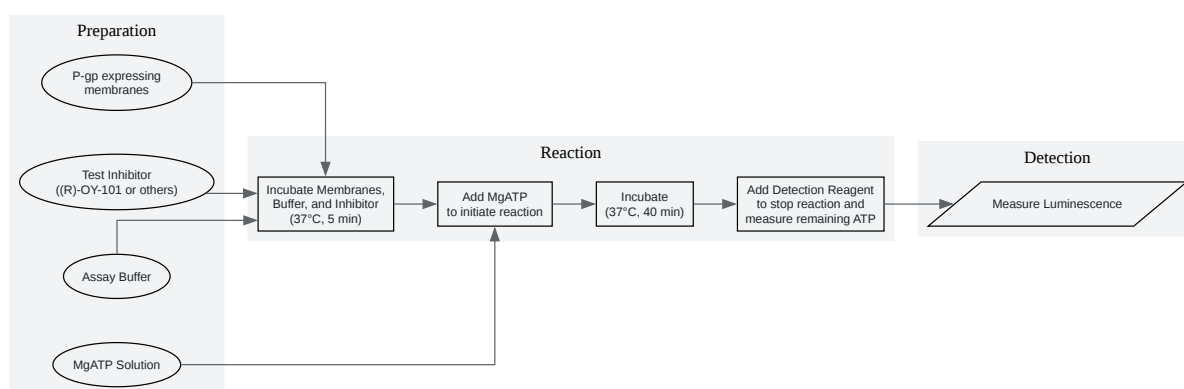 Preparation
P-gp expressing
membranes
Test Inhibitor
((R)-OY-101 or others)
Assay Buffer
MgATP Solution
Reaction
Incubate Membranes,
Buffer, and Inhibitor
(37°C, 5 min)
Add MgATP
to initiate reaction
Incubate
(37°C, 40 min)
Add Detection Reagent
to stop reaction and
measure remaining ATP
Detection
Measure Luminescence